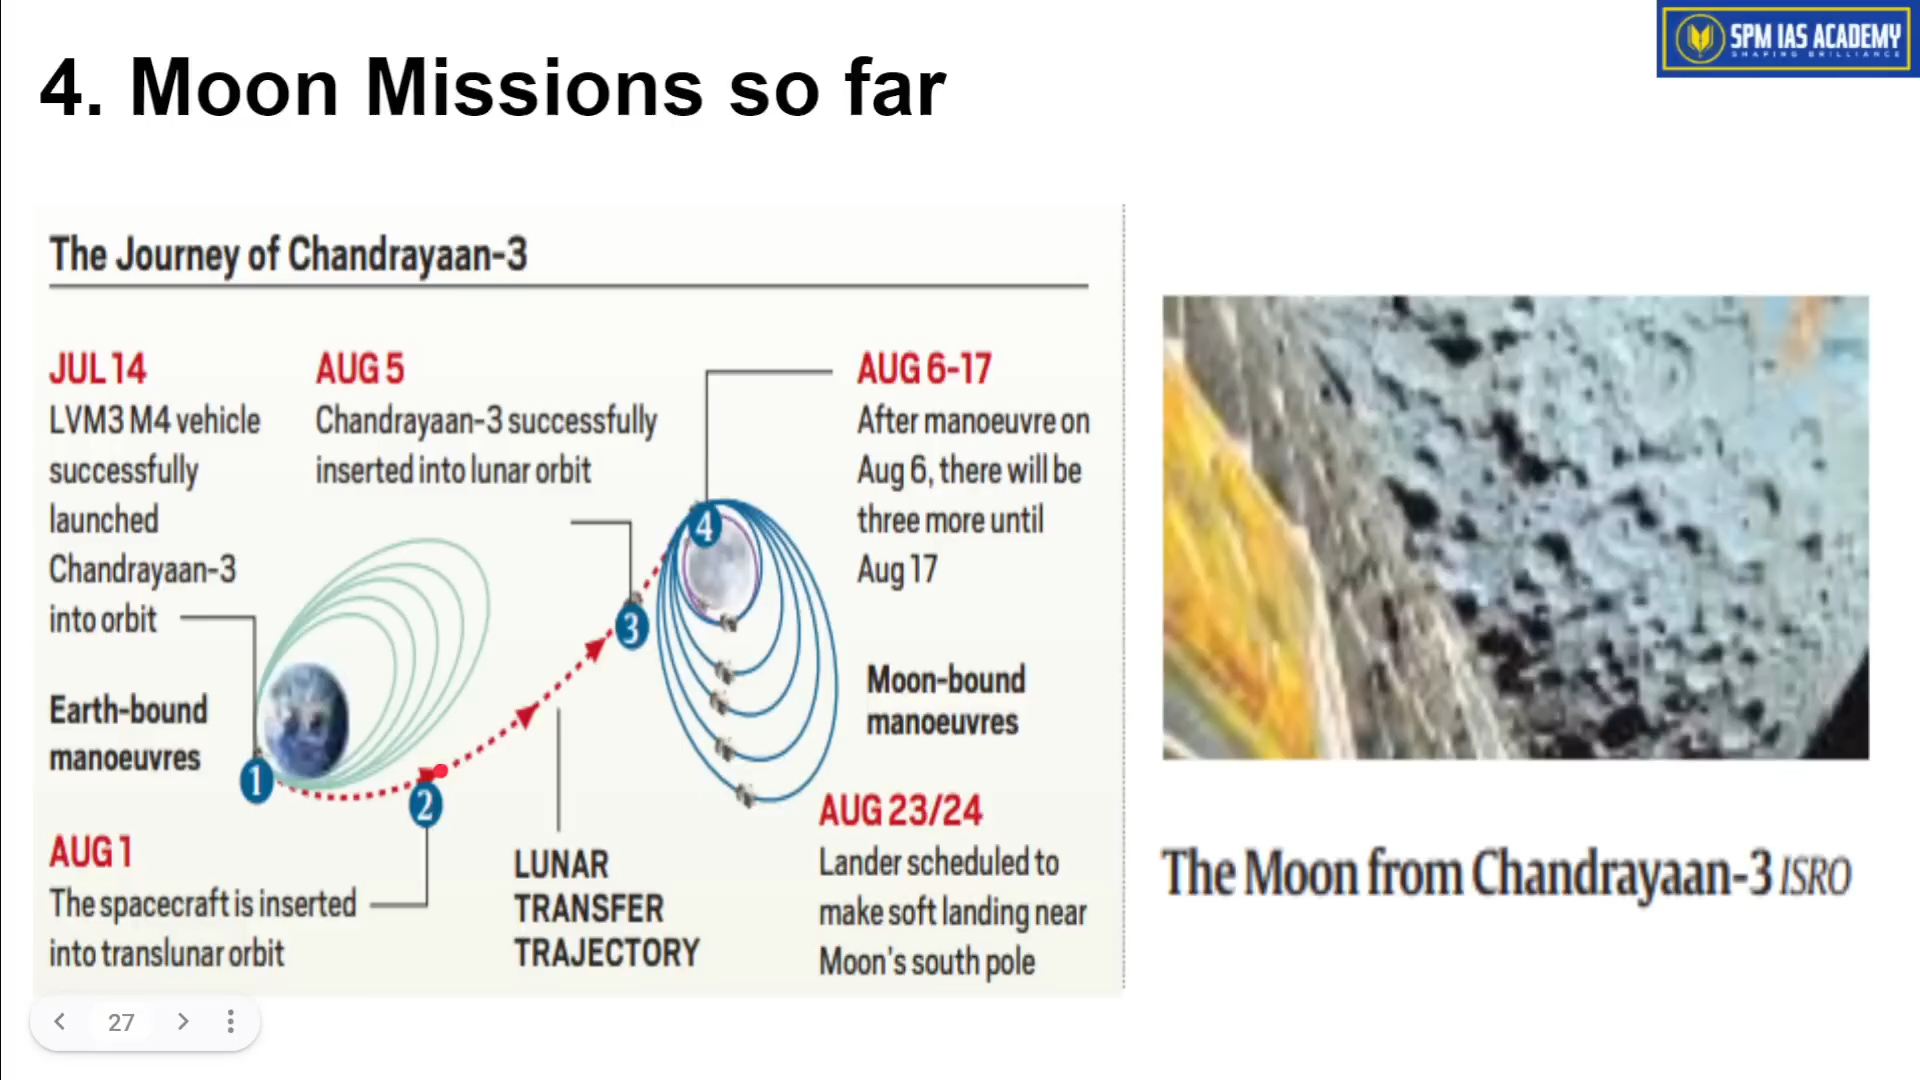 4. Moon Missions so far
SPM IAS ACADEMY
SHAPING BRILLIANCE
The Journey of Chandrayaan-3
JUL 14
LVM3 M4 vehicle
successfully
launched
Chandrayaan-3
into orbit
AUG 5
Chandrayaan-3 successfully
inserted into lunar orbit
AUG 6-17
After manoeuvre on
Aug 6, there will be
three more until
Aug 17
4
3
Earth-bound
manoeuvres
1
2
Moon-bound
manoeuvres
AUG 1
The spacecraft is inserted
into translunar orbit
LUNAR
TRANSFER
TRAJECTORY
AUG 23/24
Lander scheduled to
make soft landing near
Moon's south pole
The Moon from Chandrayaan-3 ISRO
27